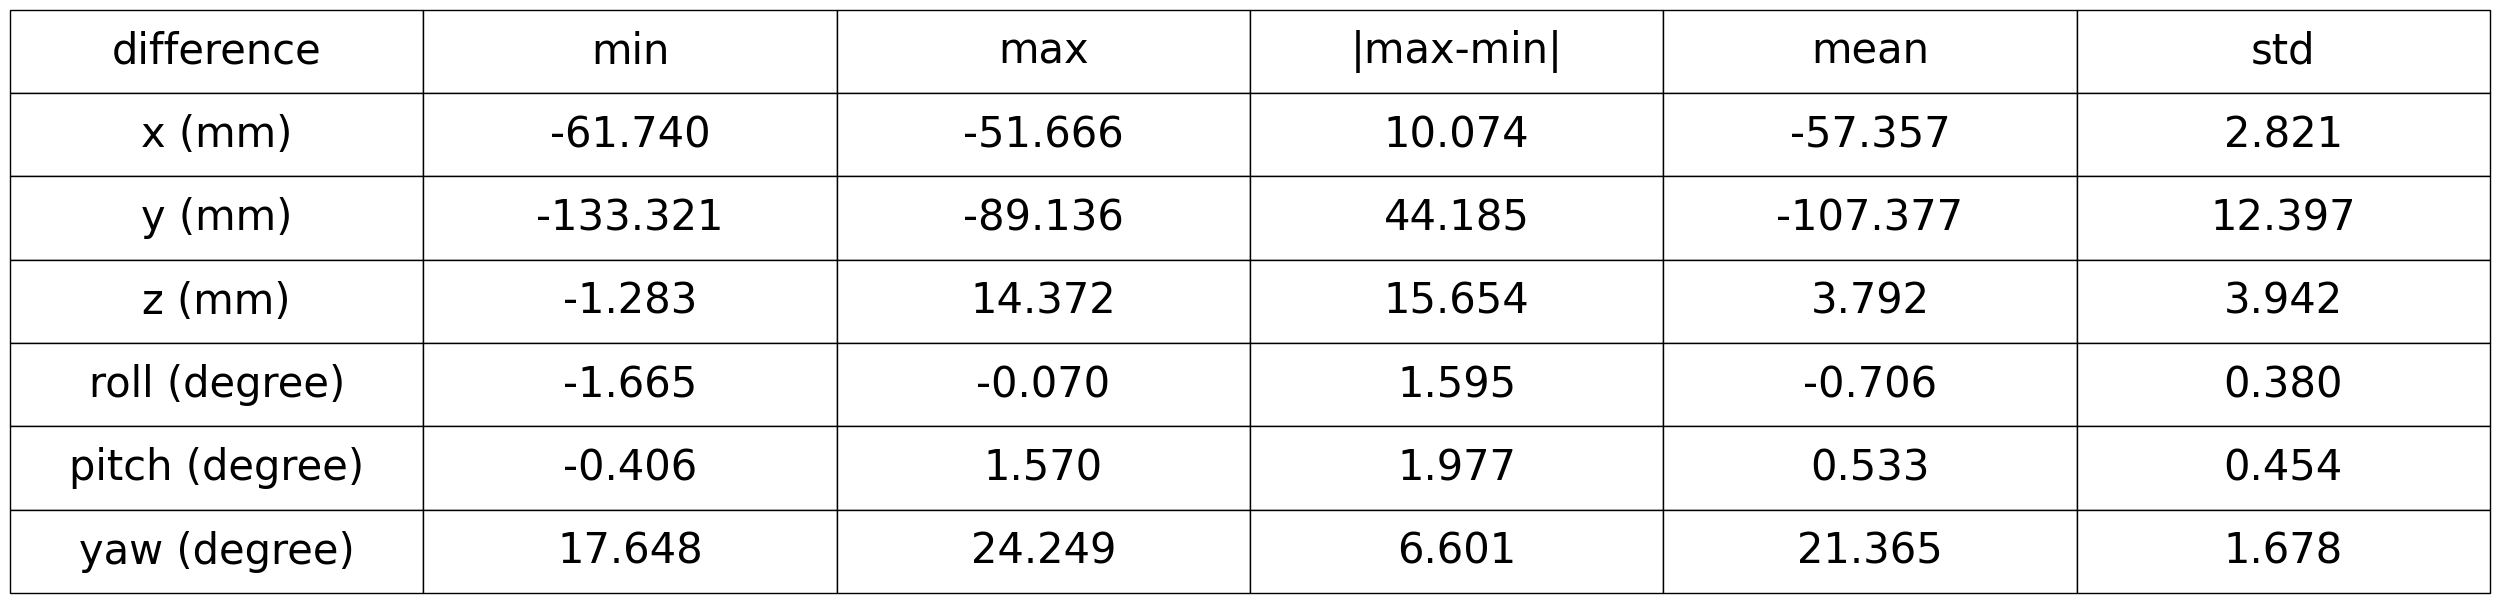 difference min max |max-min| mean std
x (mm) -61.740 -51.666 10.074 -57.357 2.821
y (mm) -133.321 -89.136 44.185 -107.377 12.397
z (mm) -1.283 14.372 15.654 3.792 3.942
roll (degree) -1.665 -0.070 1.595 -0.706 0.380
pitch (degree) -0.406 1.570 1.977 0.533 0.454
yaw (degree) 17.648 24.249 6.601 21.365 1.678